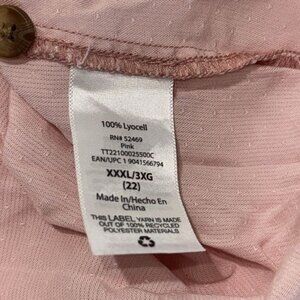 100% Lyocell
RN# 52469
Pink
TT22100025500C
EAN/UPC 1 9041566794
XXXL/3XG
(22)
Made In/Hecho En
China
THIS LABEL YARN IS MADE
OUT OF 100% RECYCLED
POLYESTER MATERIALS